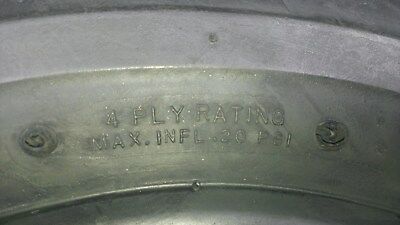 4 PLY RATING
MAX. INFL. 20 PSI